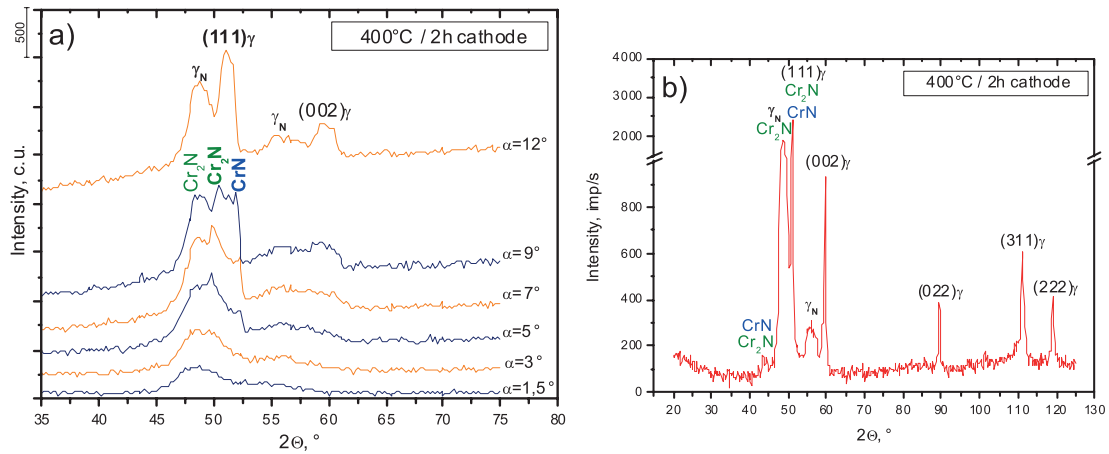 500
a)
400°C / 2h cathode
(111)γ
γN
(002)γ
γN
α=12°
Cr2N
Cr2N
CrN
α=9°
α=7°
α=5°
α=3°
α=1,5°
Intensity, c.u.
35 40 45 50 55 60 65 70 75 80
2Θ, °
b)
400°C / 2h cathode
(111)γ
Cr2N
CrN
γN
Cr2N
(002)γ
γN
CrN
Cr2N
(022)γ
(311)γ
(222)γ
Intensity, imp/s
4000
3000
2000
800
600
400
200
0
10 20 30 40 50 60 70 80 90 100 110 120 130
2Θ, °